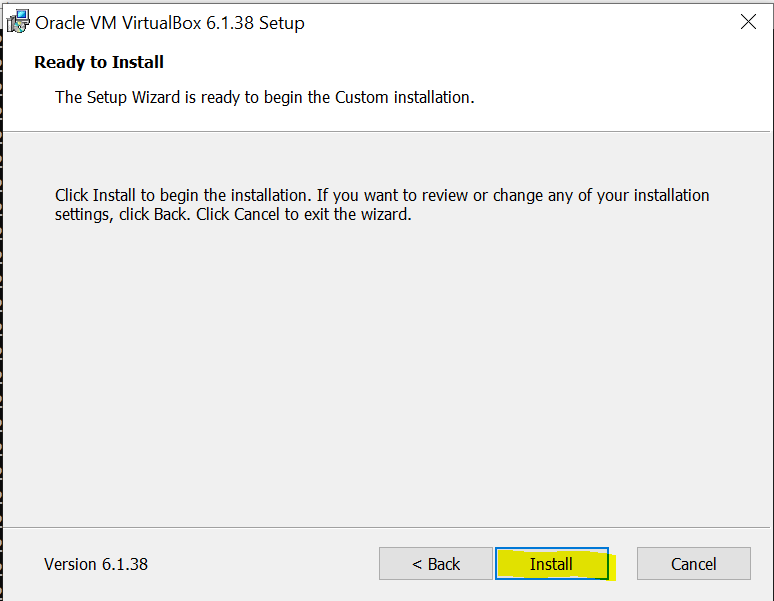 Oracle VM VirtualBox 6.1.38 Setup
Ready to Install
The Setup Wizard is ready to begin the Custom installation.
Click Install to begin the installation. If you want to review or change any of your installation
settings, click Back. Click Cancel to exit the wizard.
Version 6.1.38
< Back
Install
Cancel